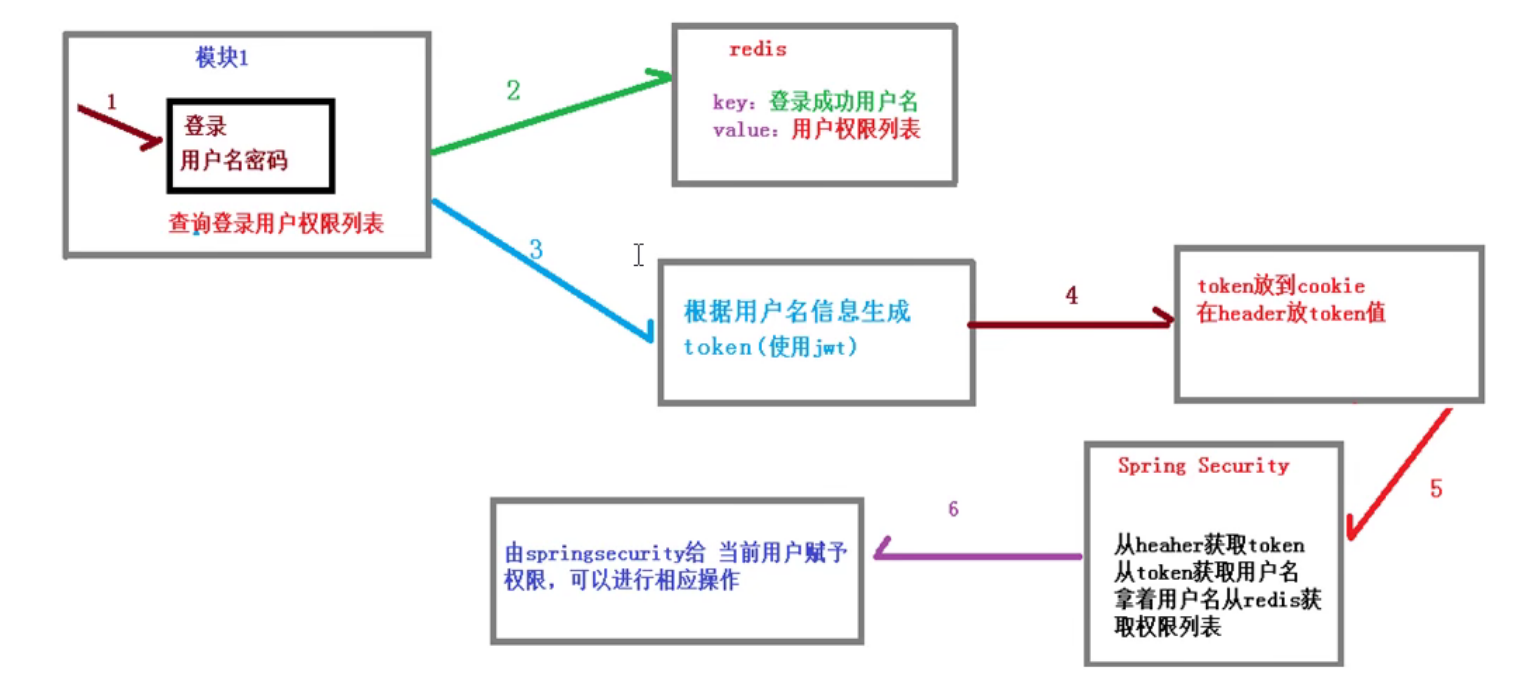 模块1
1
登录
用户名密码
查询登录用户权限列表
2
redis
key：登录成功用户名
value：用户权限列表
3
根据用户名信息生成
token(使用jwt)
4
token放到cookie
在header放token值
5
Spring Security
从heaher获取token
从token获取用户名
拿着用户名从redis获
取权限列表
6
由springsecurity给 当前用户赋予
权限，可以进行相应操作